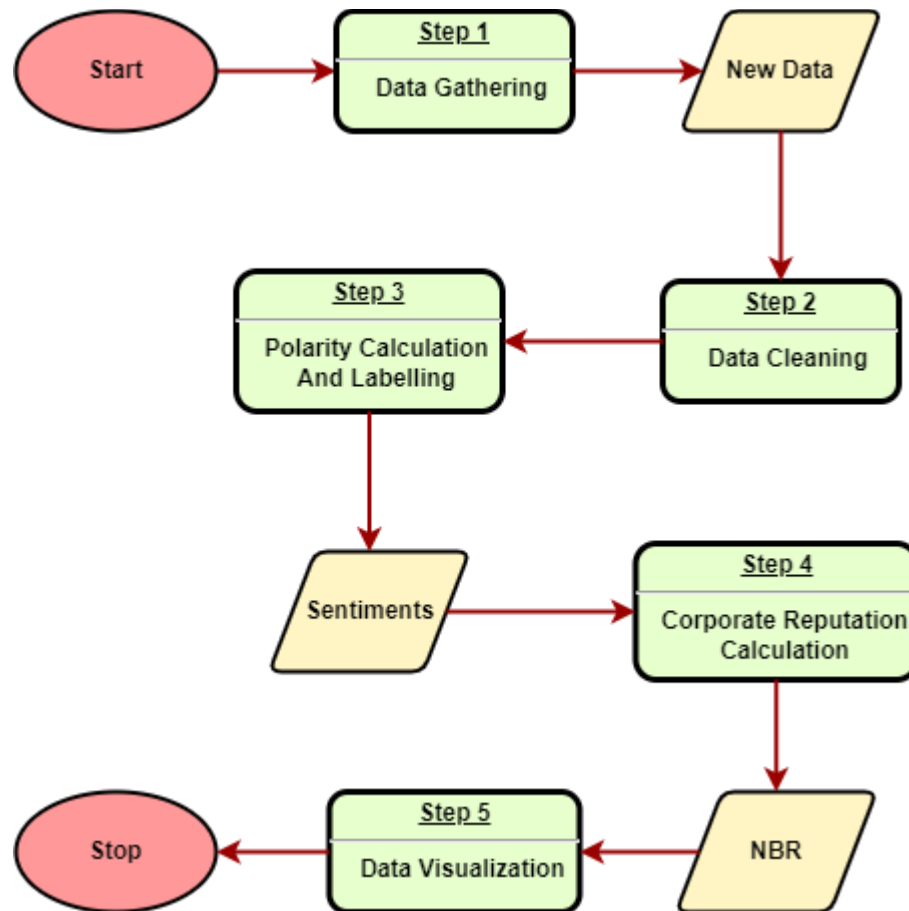 Start
Step 1
Data Gathering
New Data
Step 2
Data Cleaning
Step 3
Polarity Calculation
And Labelling
Sentiments
Step 4
Corporate Reputation
Calculation
NBR
Step 5
Data Visualization
Stop